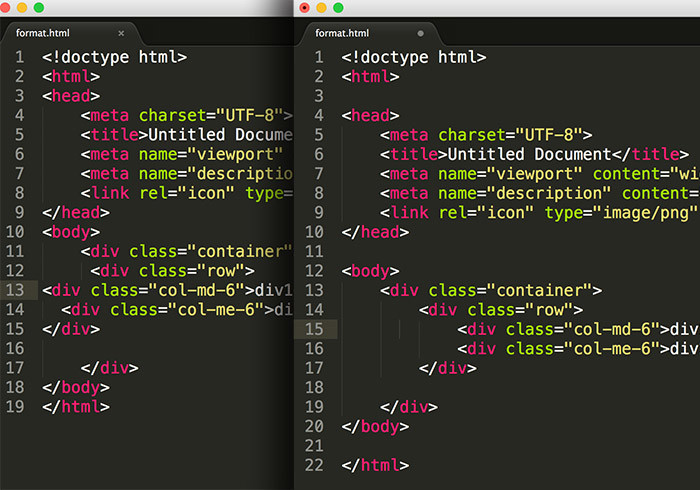 format.html ×
1 <!doctype html>
2 <html>
3 <head>
4 <meta charset="UTF-8">
5 <title>Untitled Docume
6 <meta name="viewport"
7 <meta name="descriptio
8 <link rel="icon" type=
9 </head>
10 <body>
11 <div class="container"
12 <div class="row">
13 <div class="col-md-6">div1
14 <div class="col-me-6">di
15 </div>
16
17 </div>
18 </body>
19 </html>
format.html
1 <!doctype html>
2 <html>
3
4 <head>
5 <meta charset="UTF-8">
6 <title>Untitled Document</title>
7 <meta name="viewport" content="wi
8 <meta name="description" content=
9 <link rel="icon" type="image/png"
10 </head>
11
12 <body>
13 <div class="container">
14 <div class="row">
15 <div class="col-md-6">div
16 <div class="col-me-6">div
17 </div>
18
19 </div>
20 </body>
21
22 </html>